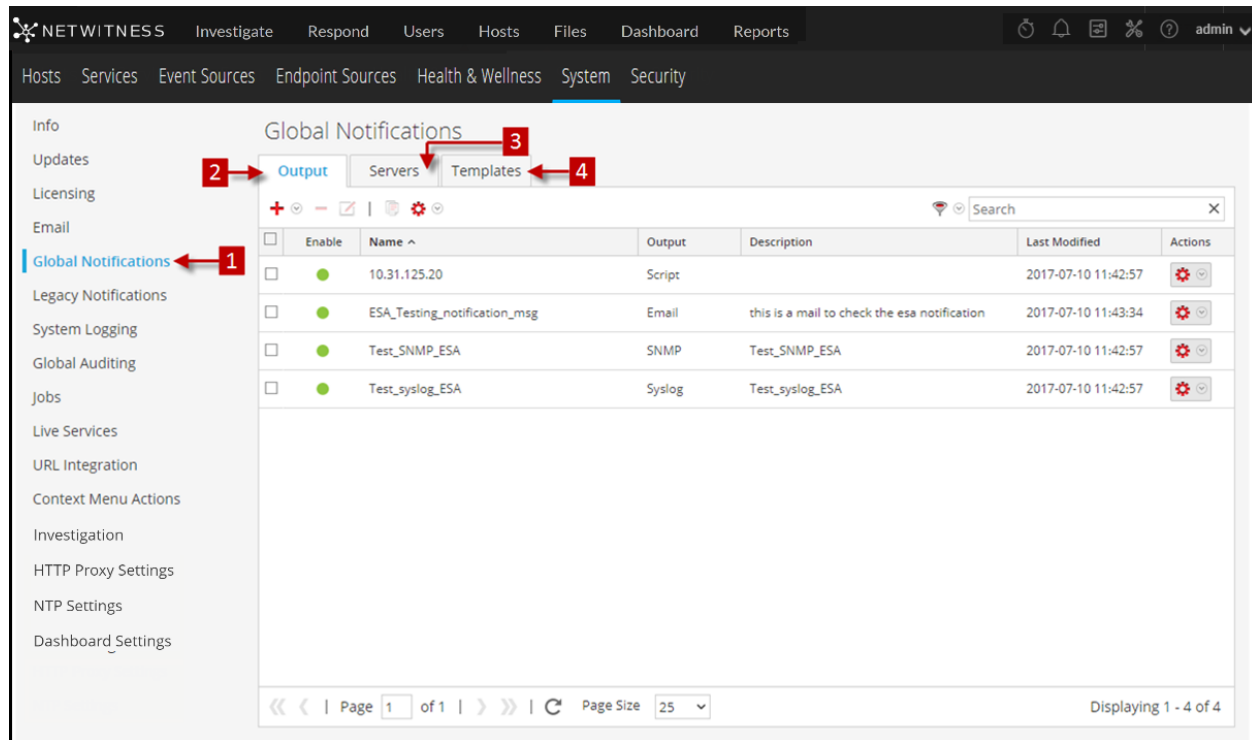 NETWITNESS Investigate Respond Users Hosts Files Dashboard Reports admin
Hosts Services Event Sources Endpoint Sources Health & Wellness System Security
Info
Updates
Licensing
Email
Global Notifications
1
Legacy Notifications
System Logging
Global Auditing
Jobs
Live Services
URL Integration
Context Menu Actions
Investigation
HTTP Proxy Settings
NTP Settings
Dashboard Settings
Global Notifications
3
2 Output Servers Templates 4
Search
Enable Name Output Description Last Modified Actions
10.31.125.20 Script 2017-07-10 11:42:57
ESA_Testing_notification_msg Email this is a mail to check the esa notification 2017-07-10 11:43:34
Test_SNMP_ESA SNMP Test_SNMP_ESA 2017-07-10 11:42:57
Test_syslog_ESA Syslog Test_syslog_ESA 2017-07-10 11:42:57
Page 1 of 1 Page Size 25 Displaying 1 - 4 of 4